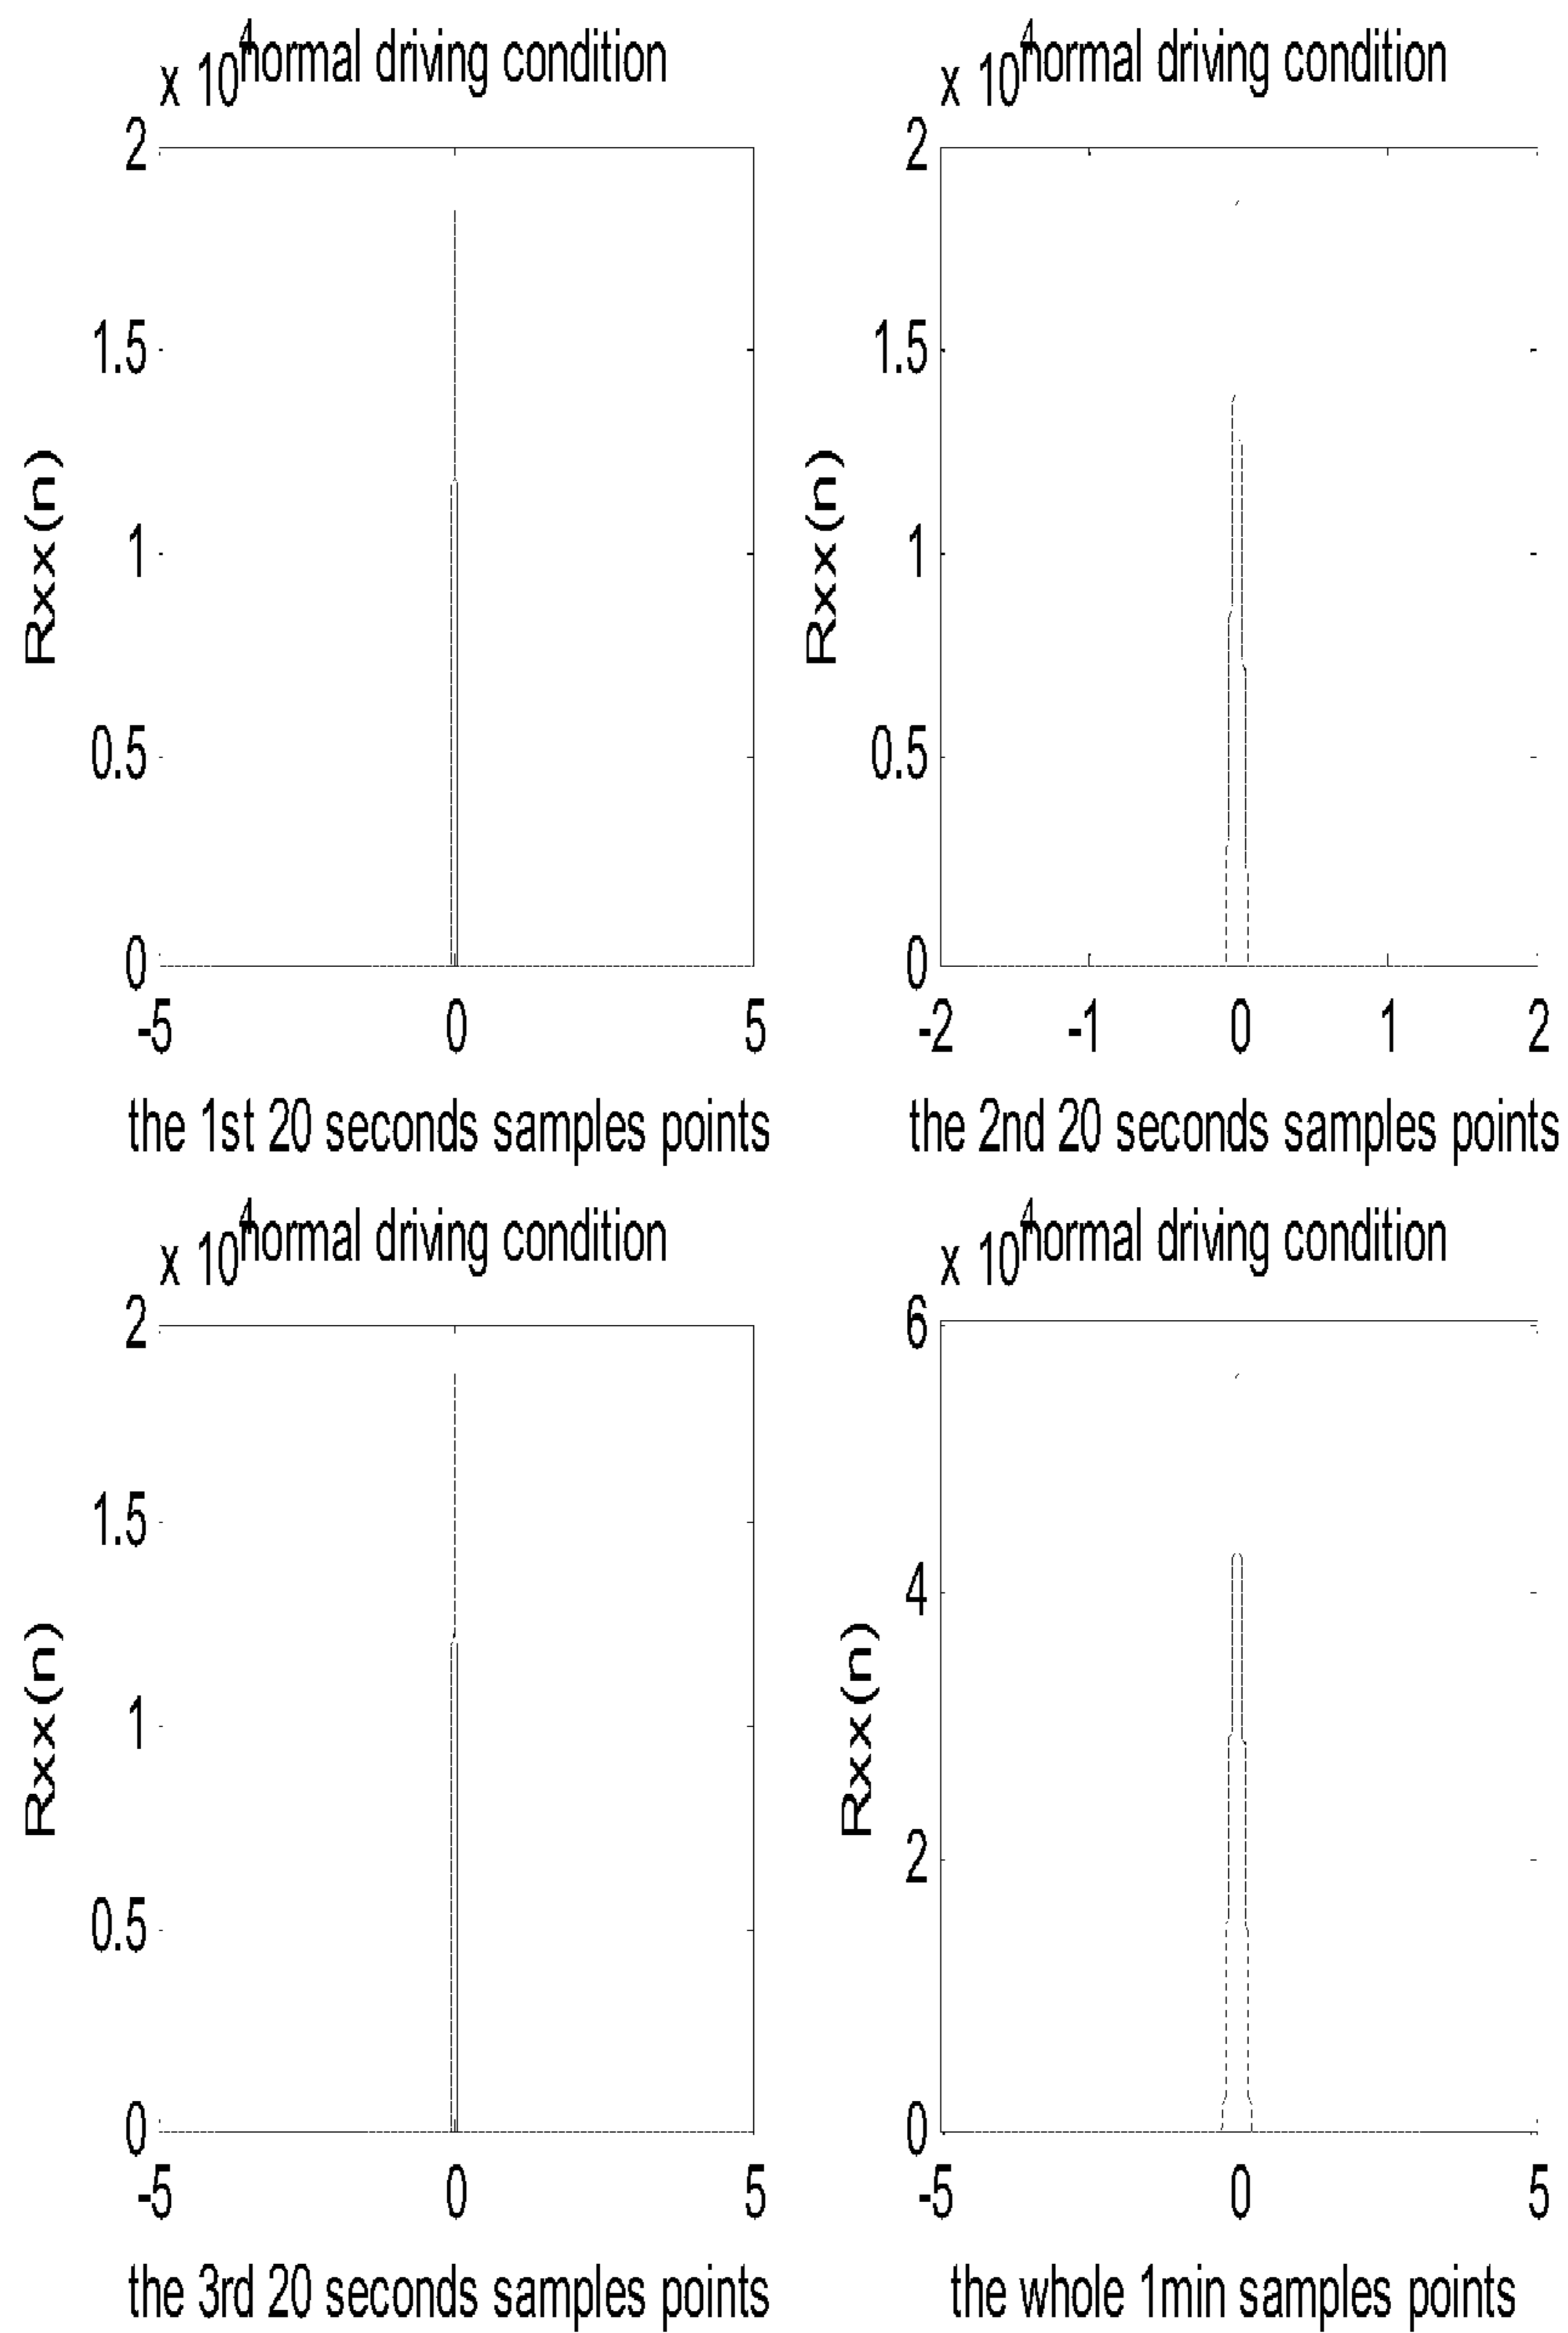 x 10^4 normal driving condition
2
1.5
1
0.5
0
Rxx(n)
-5 0 5
the 1st 20 seconds samples points
x 10^4 normal driving condition
2
1.5
1
0.5
0
Rxx(n)
-2 -1 0 1 2
the 2nd 20 seconds samples points
x 10^4 normal driving condition
2
1.5
1
0.5
0
Rxx(n)
-5 0 5
the 3rd 20 seconds samples points
x 10^4 normal driving condition
6
4
2
0
Rxx(n)
-5 0 5
the whole 1min samples points